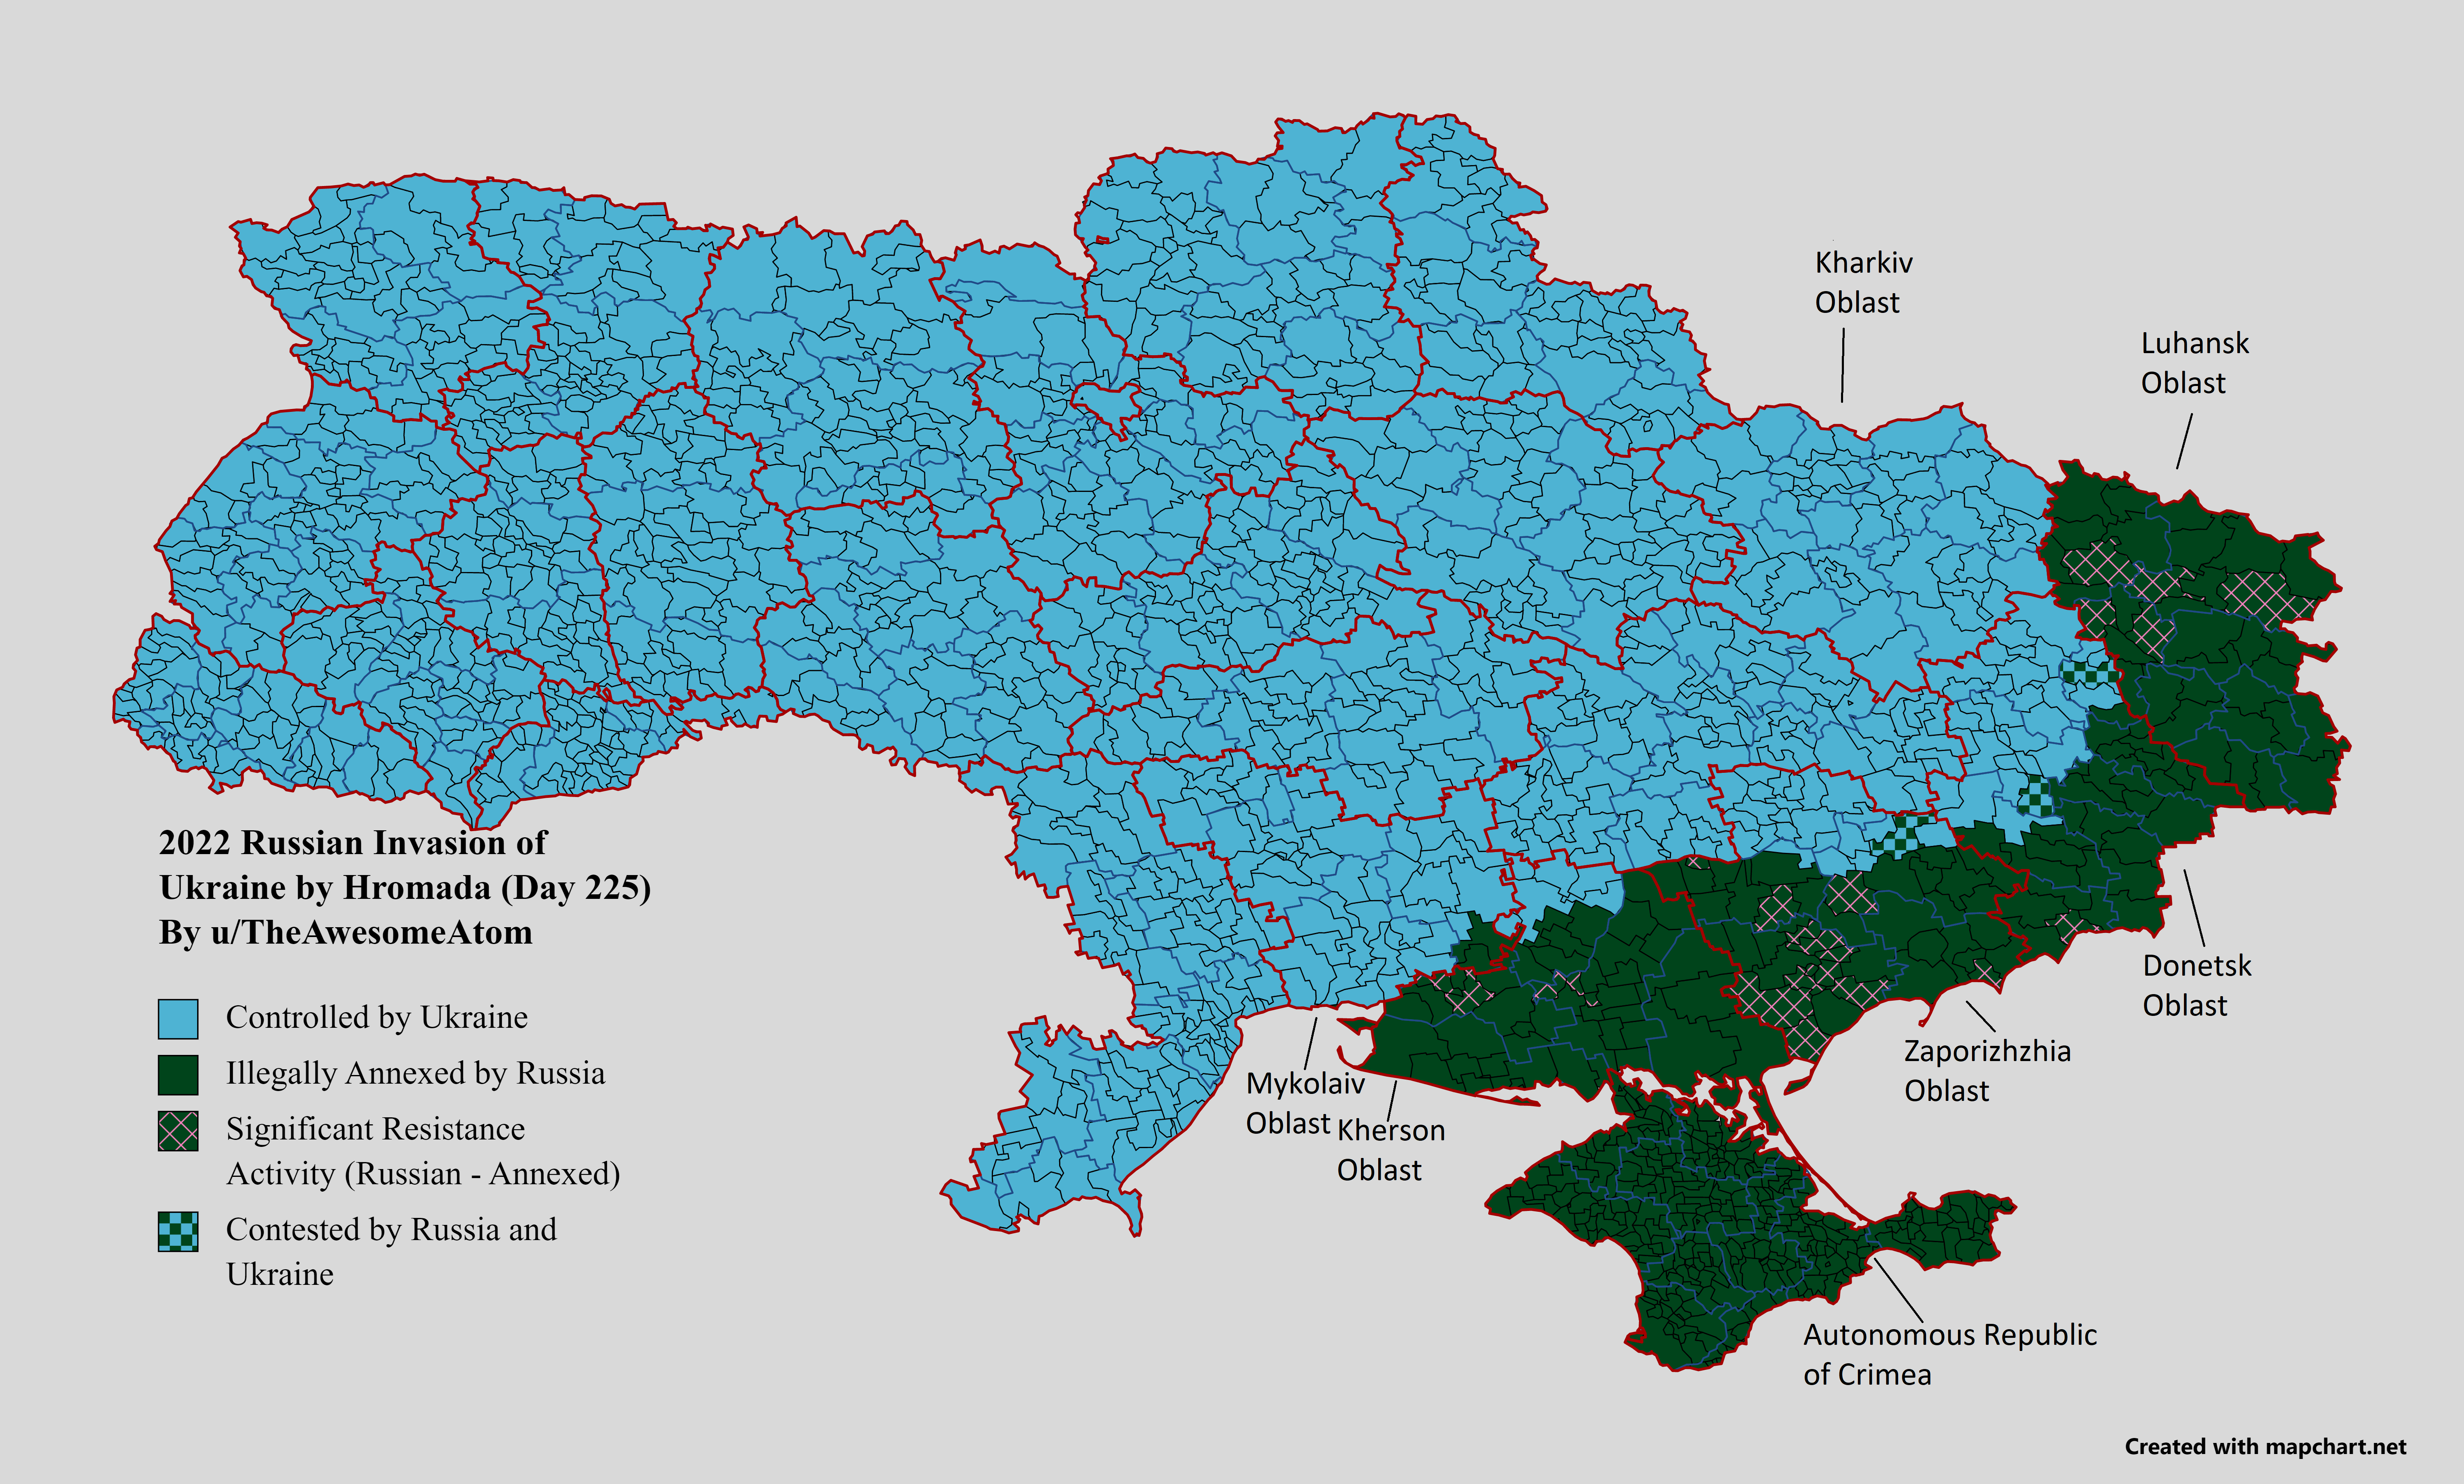 Kharkiv
Oblast
Luhansk
Oblast
2022 Russian Invasion of
Ukraine by Hromada (Day 225)
By u/TheAwesomeAtom
Controlled by Ukraine
Illegally Annexed by Russia
Significant Resistance
Activity (Russian - Annexed)
Contested by Russia and
Ukraine
Donetsk
Oblast
Zaporizhzhia
Oblast
Mykolaiv
Oblast
Kherson
Oblast
Autonomous Republic
of Crimea
Created with mapchart.net